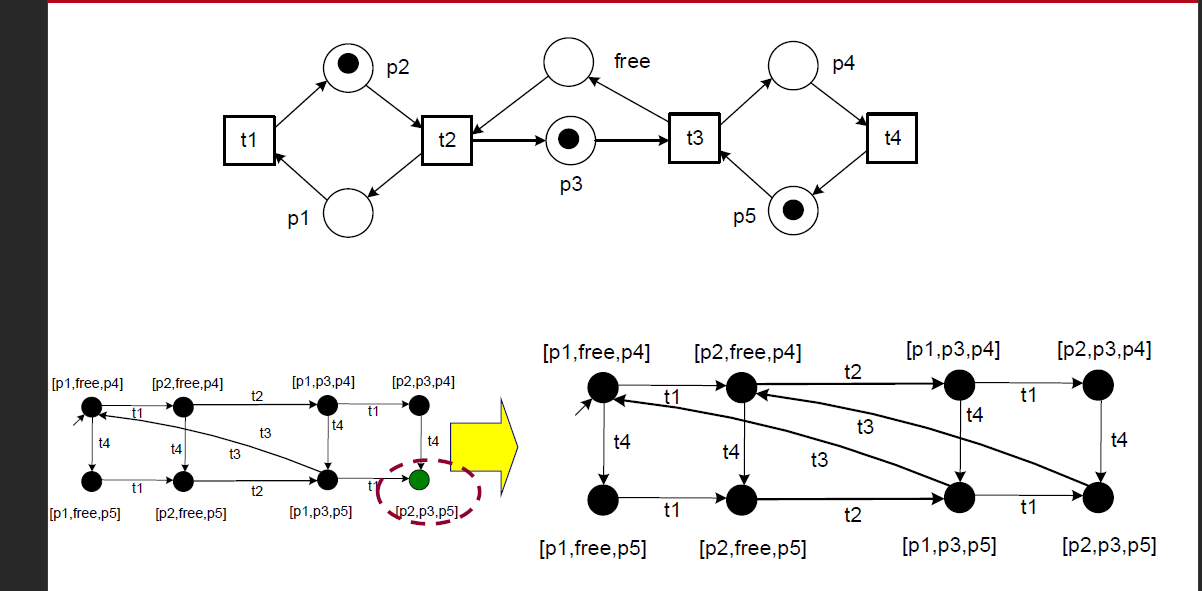 p2
free
p4
t1
t2
t3
t4
p3
p1
p5
[p1,free,p4]
[p2,free,p4]
[p1,p3,p4]
[p2,p3,p4]
t1
t2
t1
t3
t4
t4
t3
t4
t4
t1
t2
t1
[p1,free,p5]
[p2,free,p5]
[p1,p3,p5]
[p2,p3,p5]
[p1,free,p4]
[p2,free,p4]
[p1,p3,p4]
[p2,p3,p4]
t1
t2
t1
t4
t4
t3
t3
t4
t4
t1
t2
t1
[p1,free,p5]
[p2,free,p5]
[p1,p3,p5]
[p2,p3,p5]